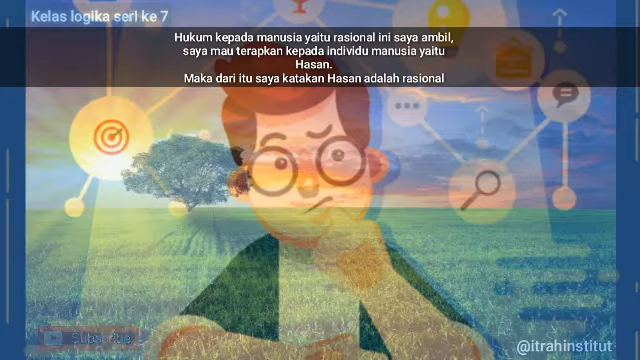 Kelas logika seri ke 7
Hukum kepada manusia yaitu rasional ini saya ambil,
saya mau terapkan kepada individu manusia yaitu
Hasan.
Maka dari itu saya katakan Hasan adalah rasional
Subscribe
@itrahinstitut